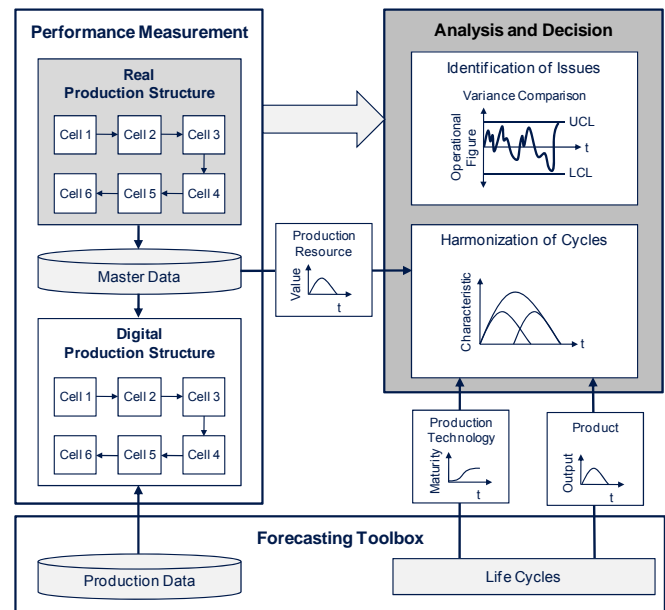 Performance Measurement
Real
Production Structure
Cell 1
Cell 2
Cell 3
Cell 6
Cell 5
Cell 4
Master Data
Digital
Production Structure
Cell 1
Cell 2
Cell 3
Cell 6
Cell 5
Cell 4
Production
Resource
Value
t
Analysis and Decision
Identification of Issues
Variance Comparison
Operational
Figure
UCL
t
LCL
Harmonization of Cycles
Characteristic
t
Production
Technology
Maturity
t
Product
Output
t
Forecasting Toolbox
Production Data
Life Cycles